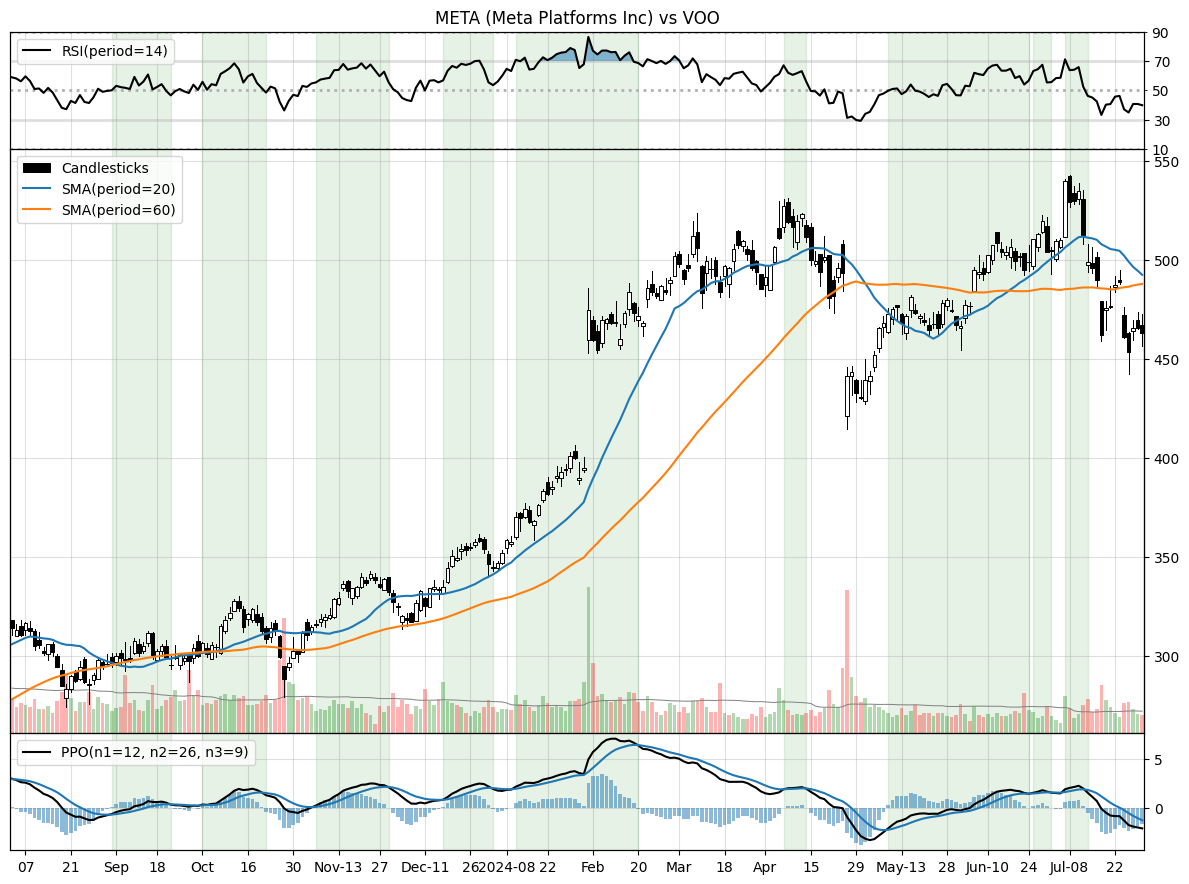 META (Meta Platforms Inc) vs VOO
RSI(period=14)
90
70
50
30
10
Candlesticks
SMA(period=20)
SMA(period=60)
550
500
450
400
350
300
PPO(n1=12, n2=26, n3=9)
5
0
07 21 Sep 18 Oct 16 30 Nov-13 27 Dec-11 26 2024-08 22 Feb 20 Mar 18 Apr 15 29 May-13 28 Jun-10 24 Jul-08 22